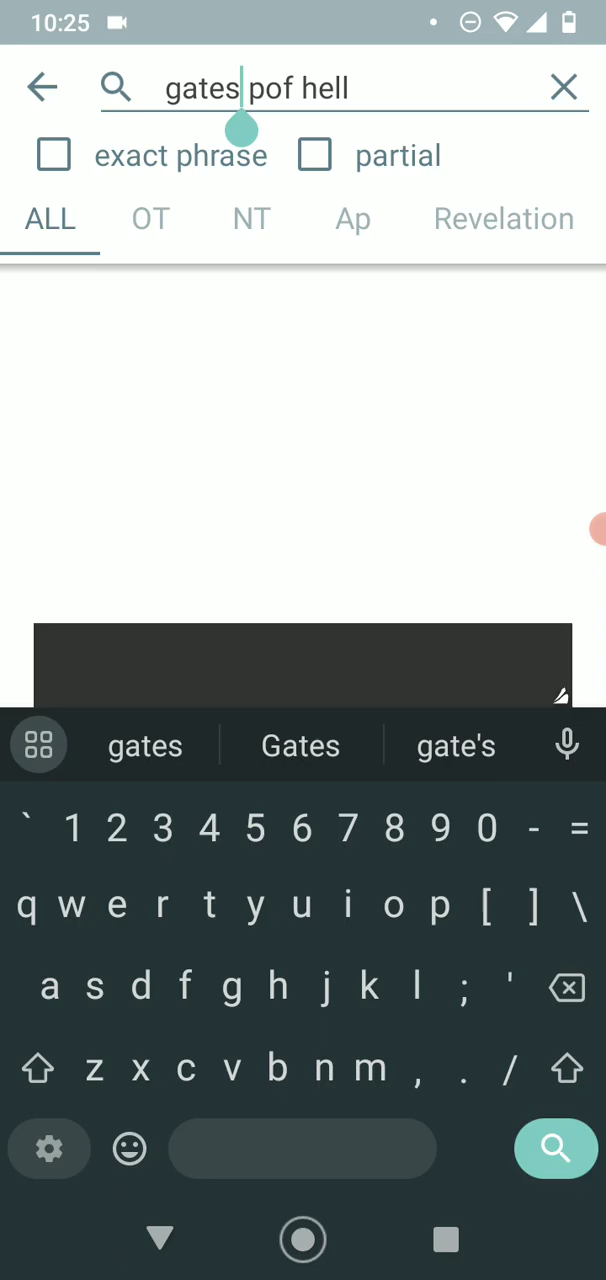 10:25
gates pof hell
exact phrase partial
ALL OT NT Ap Revelation
gates Gates gate's
` 1 2 3 4 5 6 7 8 9 0 - =
q w e r t y u i o p [ ] \
a s d f g h j k l ; '
z x c v b n m , . /